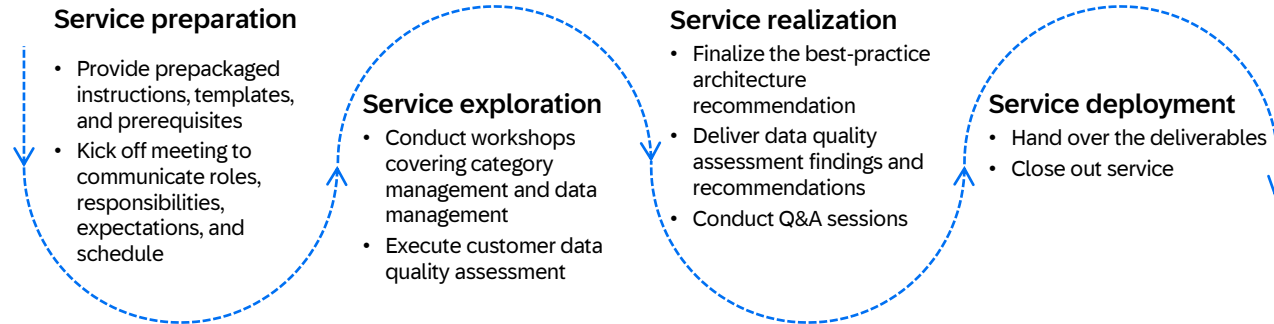 Service preparation
• Provide prepackaged
instructions, templates,
and prerequisites
• Kick off meeting to
communicate roles,
responsibilities,
expectations, and
schedule
Service exploration
• Conduct workshops
covering category
management and data
management
• Execute customer data
quality assessment
Service realization
• Finalize the best-practice
architecture
recommendation
• Deliver data quality
assessment findings and
recommendations
• Conduct Q&A sessions
Service deployment
• Hand over the deliverables
• Close out service